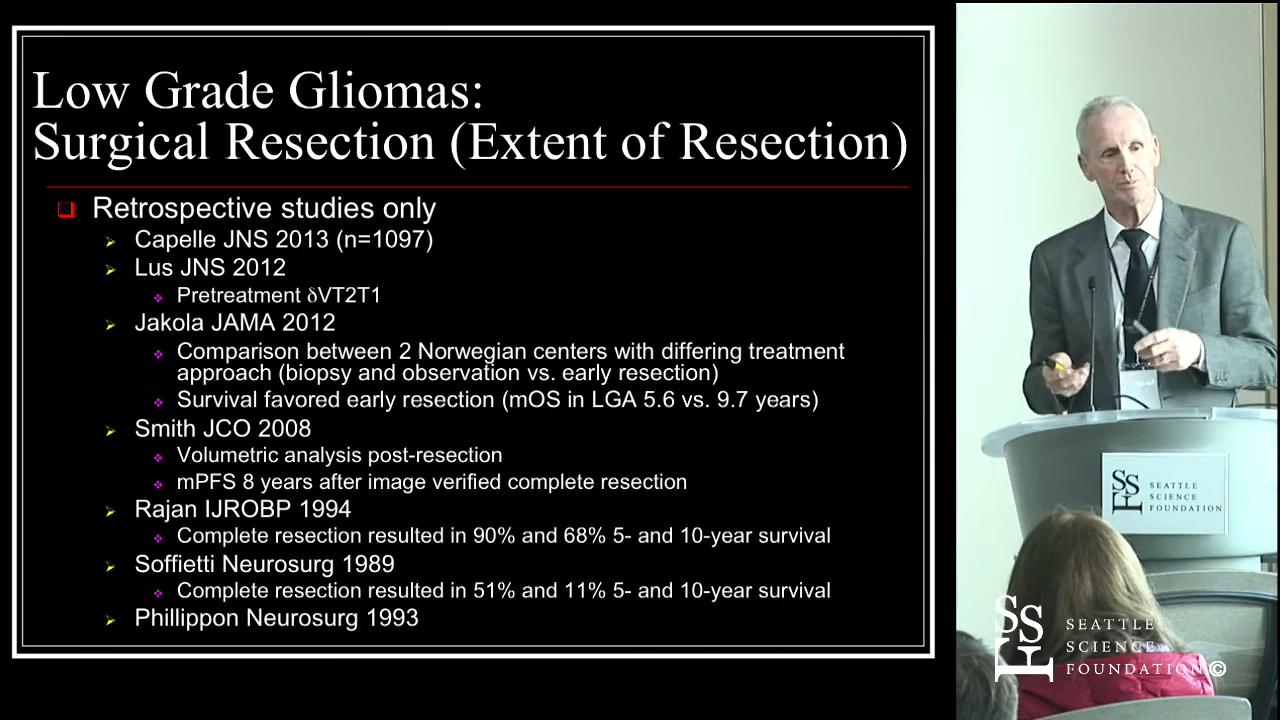 Low Grade Gliomas:
Surgical Resection (Extent of Resection)
Retrospective studies only
Capelle JNS 2013 (n=1097)
Lus JNS 2012
Pretreatment δVT2T1
Jakola JAMA 2012
Comparison between 2 Norwegian centers with differing treatment
approach (biopsy and observation vs. early resection)
Survival favored early resection (mOS in LGA 5.6 vs. 9.7 years)
Smith JCO 2008
Volumetric analysis post-resection
mPFS 8 years after image verified complete resection
Rajan IJROBP 1994
Complete resection resulted in 90% and 68% 5- and 10-year survival
Soffietti Neurosurg 1989
Complete resection resulted in 51% and 11% 5- and 10-year survival
Phillippon Neurosurg 1993
SSF
SEATTLE
SCIENCE
FOUNDATION
SSF
SEATTLE
SCIENCE
FOUNDATION©